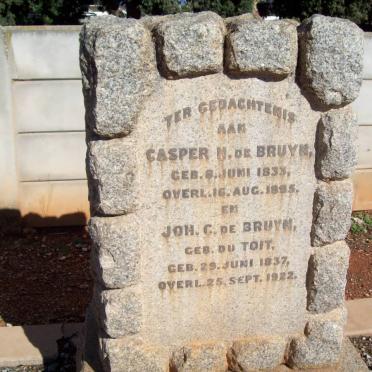 TER GEDACHTENIS
AAN
CASPER H. DE BRUYN,
GEB. 8. JUNI 1833,
OVERL. 16. AUG. 1895.
EN
JOH. C. DE BRUYN,
GEB. DU TOIT,
GEB. 29. JUNI 1837,
OVERL. 25. SEPT. 1922.